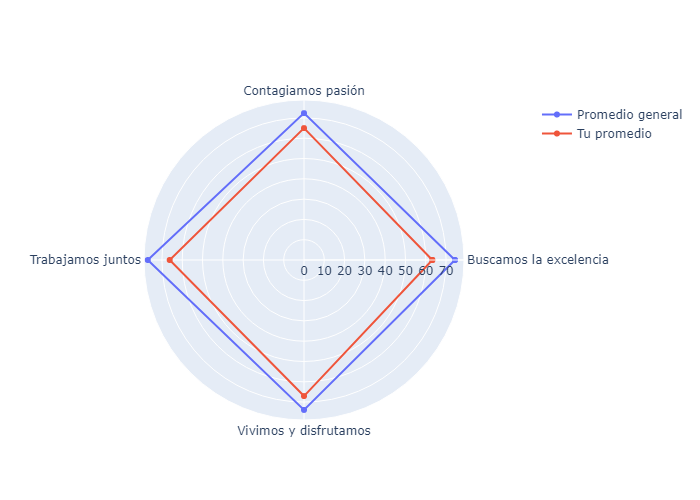 Contagiamos pasión
Promedio general
Tu promedio
Trabajamos juntos
Buscamos la excelencia
0 10 20 30 40 50 60 70
Vivimos y disfrutamos